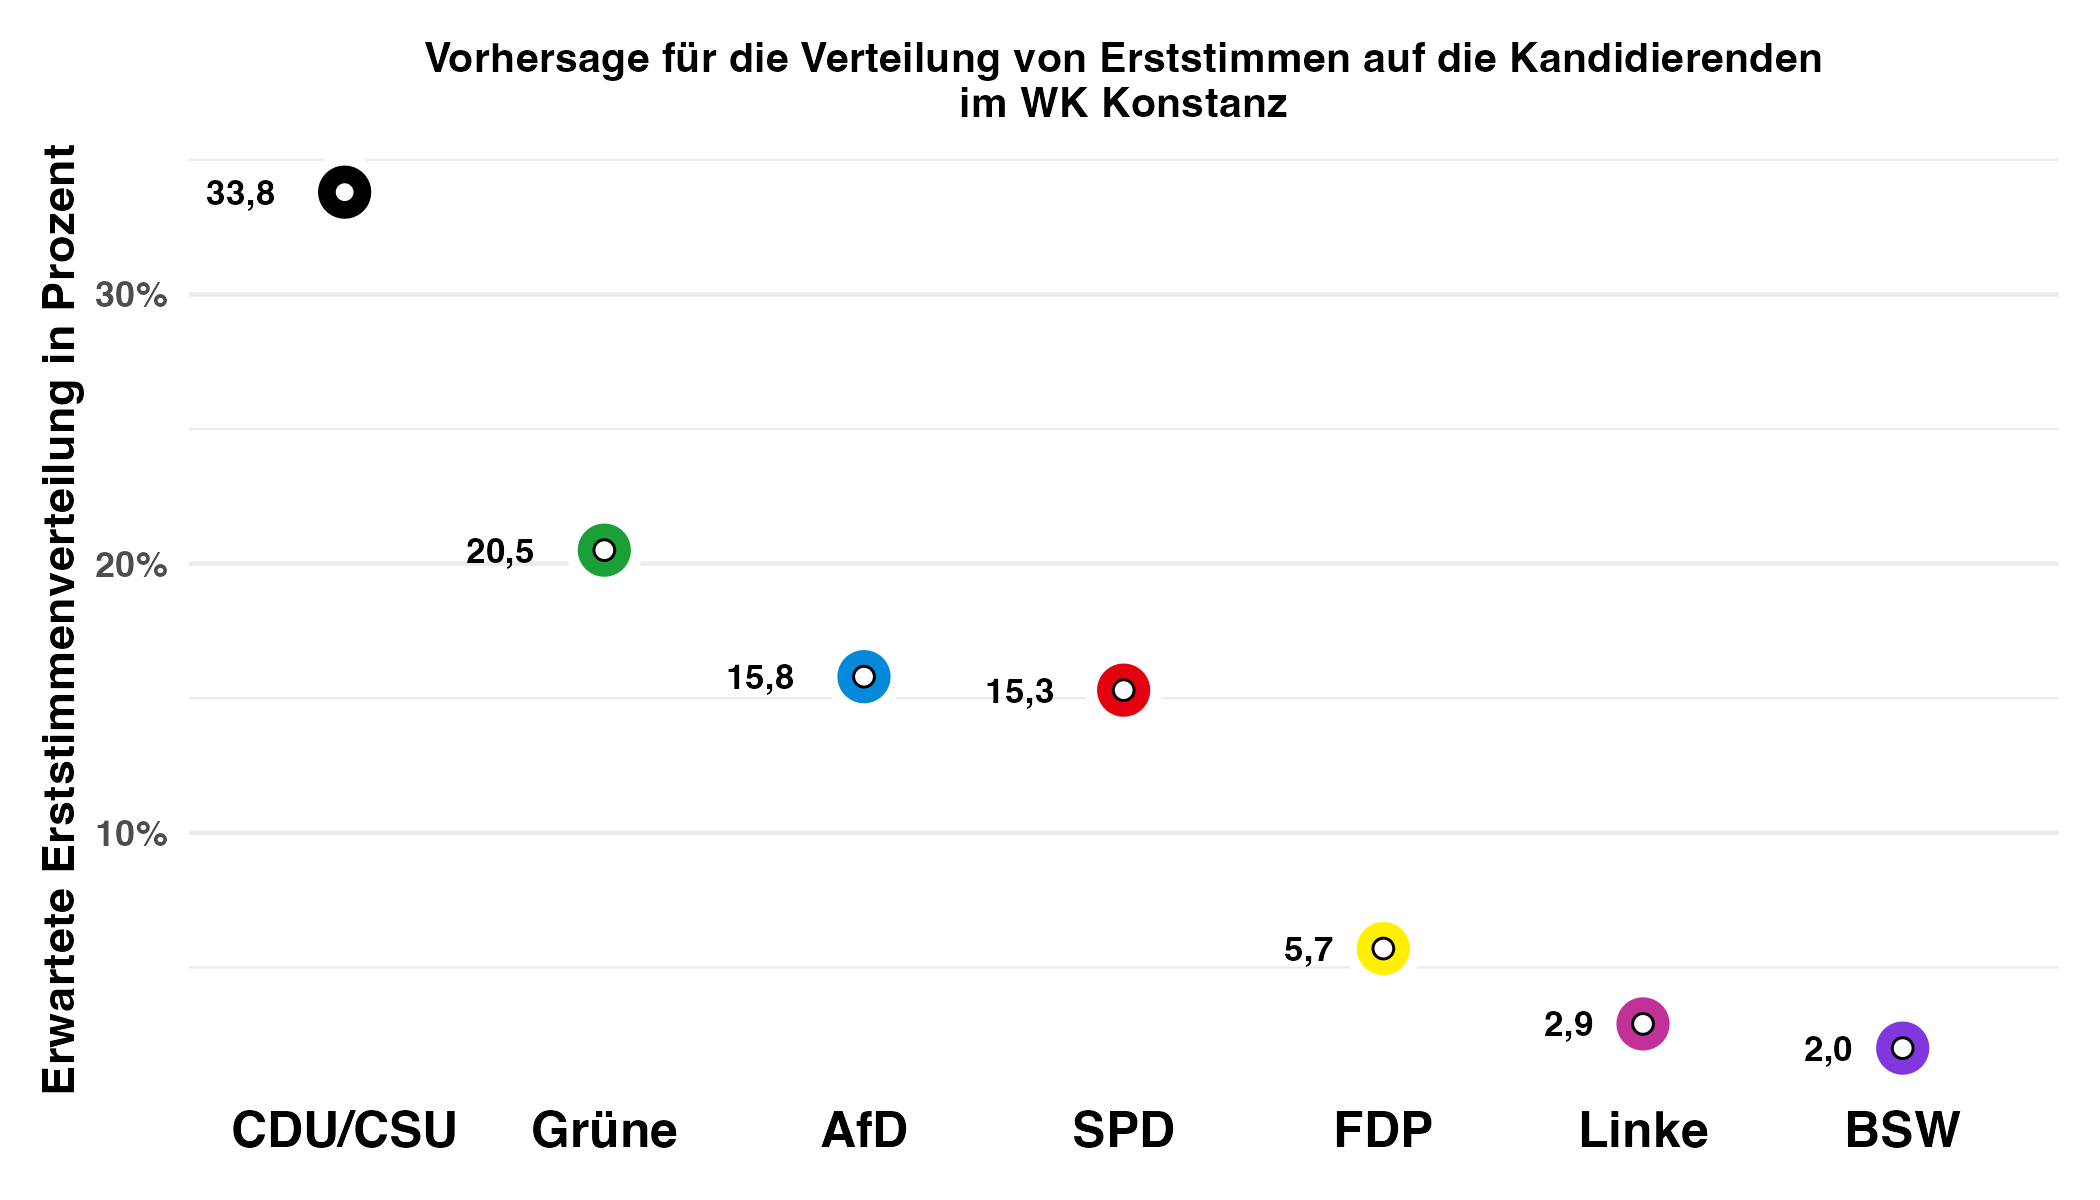 Vorhersage für die Verteilung von Erststimmen auf die Kandidierenden
im WK Konstanz
Erwartete Erststimmenverteilung in Prozent
30%
20%
10%
33,8
20,5
15,8
15,3
5,7
2,9
2,0
CDU/CSU
Grüne
AfD
SPD
FDP
Linke
BSW